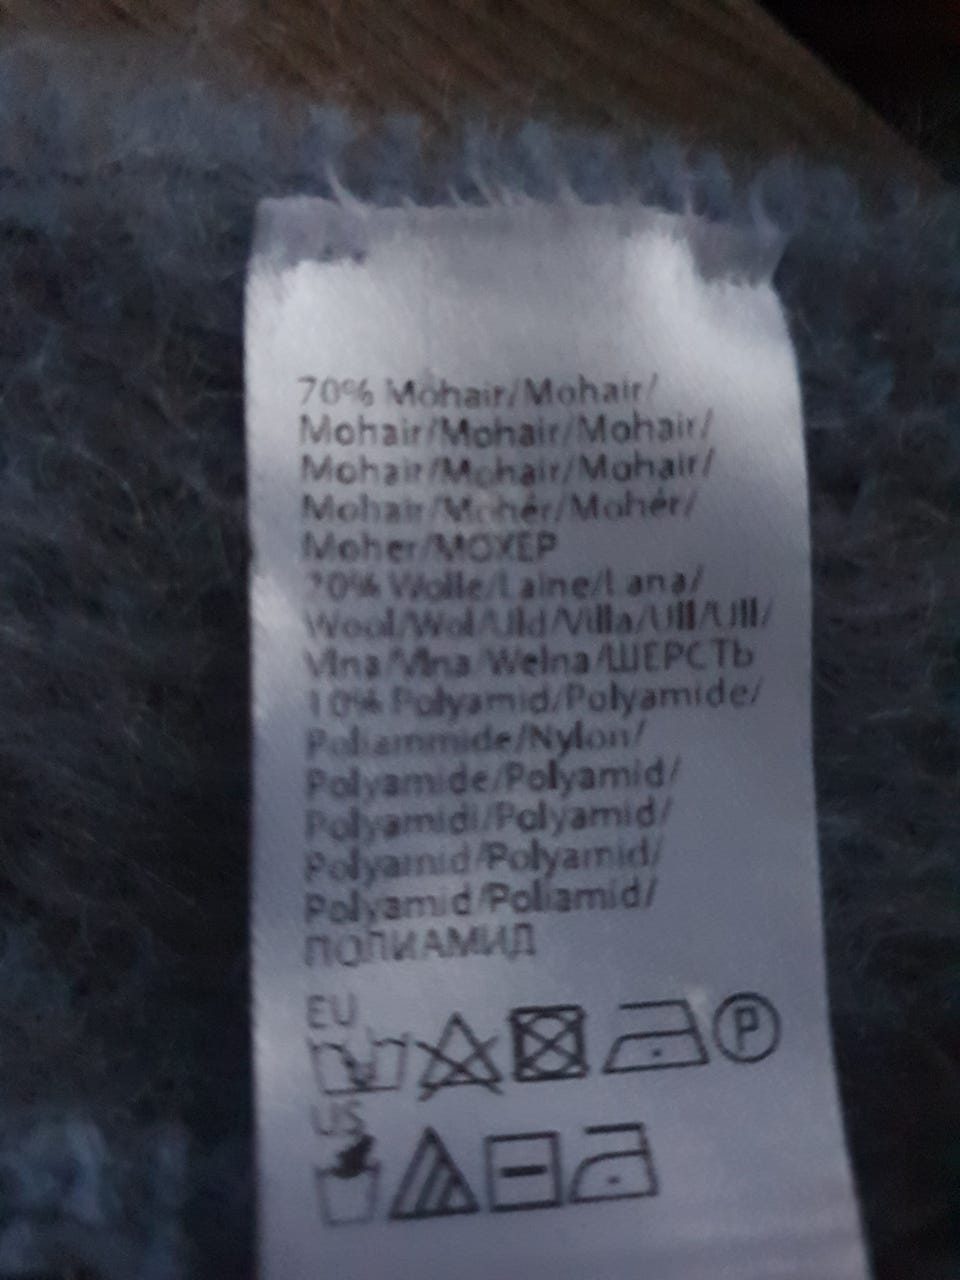 70% Mohair/Mohair/
Mohair/Mohair/Mohair/
Mohair/Mohair/Mohair/
Mohair/Mohér/Mohér/
Moher/МОХЕР
20% Wolle/Laine/Lana/
Wool/Wol/Uld/Villa/Ull/Ull/
Vlna/Vlna/Wełna/ШЕРСТЬ
10% Polyamid/Polyamide/
Poliammide/Nylon/
Polyamide/Polyamid/
Polyamidi/Polyamid/
Polyamid/Polyamid/
Polyamid/Poliamid/
ПОЛИАМИД
EU
P
US